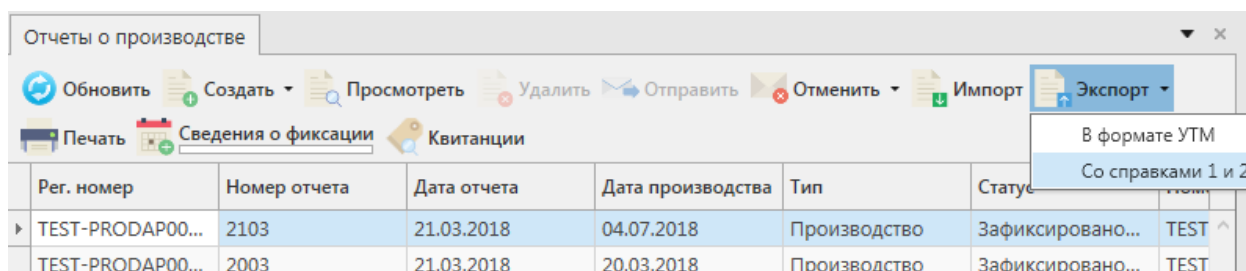 Отчеты о производстве
Обновить Создать Просмотреть Удалить Отправить Отменить Импорт Экспорт
Печать Сведения о фиксации Квитанции
В формате УТМ
Со справками 1 и 2
Рег. номер Номер отчета Дата отчета Дата производства Тип Статус
TEST-PRODAP00... 2103 21.03.2018 04.07.2018 Производство Зафиксировано... TEST
TEST-PRODAP00... 2003 21.03.2018 20.03.2018 Производство Зафиксировано... TEST